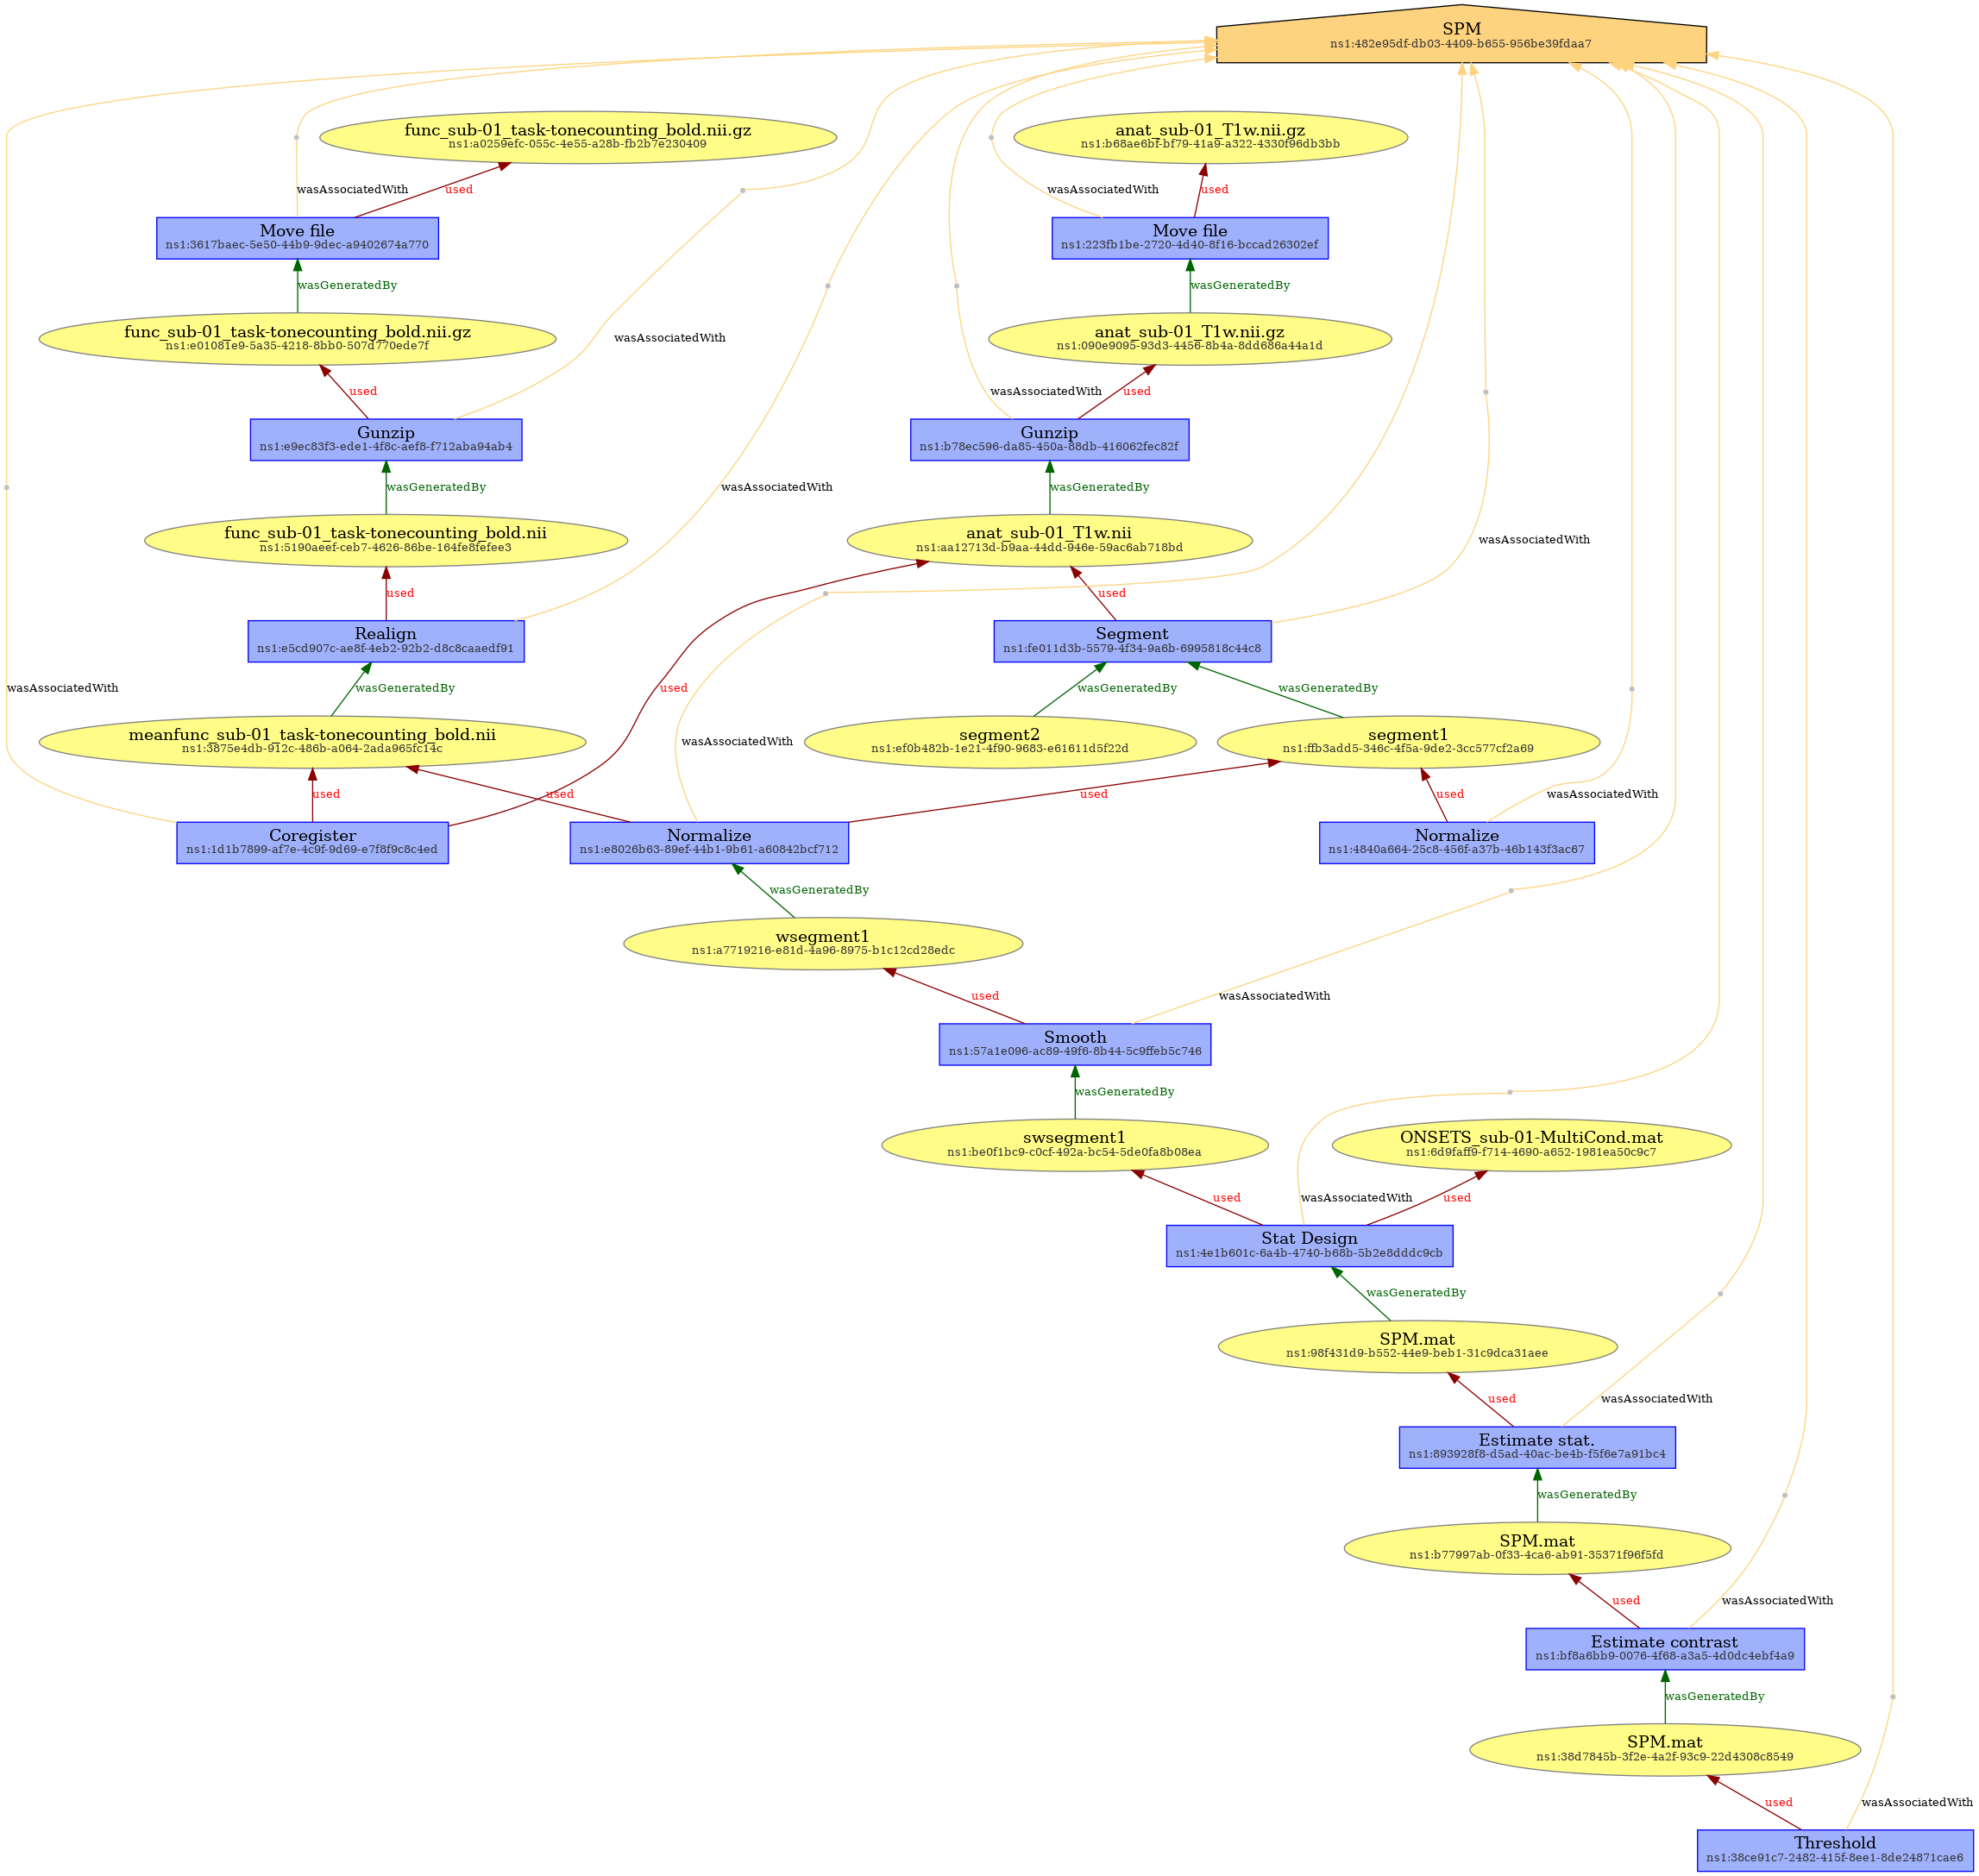 SPM
ns1:482e95df-db03-4409-b655-956be39fdaa7
func_sub-01_task-tonecounting_bold.nii.gz
ns1:a0259efc-055c-4e55-a28b-fb2b7e230409
anat_sub-01_T1w.nii.gz
ns1:b68ae6bf-bf79-41a9-a322-4330f96db3bb
wasAssociatedWith
used
wasAssociatedWith
used
Move file
ns1:3617baec-5e50-44b9-9dec-a9402674a770
Move file
ns1:223fb1be-2720-4d40-8f16-bccad26302ef
wasGeneratedBy
wasGeneratedBy
func_sub-01_task-tonecounting_bold.nii.gz
ns1:e01081e9-5a35-4218-8bb0-507d770ede7f
wasAssociatedWith
anat_sub-01_T1w.nii.gz
ns1:090e9095-93d3-4456-8b4a-8dd686a44a1d
used
wasAssociatedWith
used
Gunzip
ns1:e9ec83f3-ede1-4f8c-aef8-f712aba94ab4
Gunzip
ns1:b78ec596-da85-450a-88db-416062fec82f
wasGeneratedBy
wasAssociatedWith
wasGeneratedBy
func_sub-01_task-tonecounting_bold.nii
ns1:5190aeef-ceb7-4626-86be-164fe8fefee3
anat_sub-01_T1w.nii
ns1:aa12713d-b9aa-44dd-946e-59ac6ab718bd
wasAssociatedWith
used
used
Realign
ns1:e5cd907c-ae8f-4eb2-92b2-d8c8caaedf91
Segment
ns1:fe011d3b-5579-4f34-9a6b-6995818c44c8
wasAssociatedWith
wasGeneratedBy
used
wasGeneratedBy
wasGeneratedBy
meanfunc_sub-01_task-tonecounting_bold.nii
ns1:3875e4db-912c-486b-a064-2ada965fc14c
wasAssociatedWith
segment2
ns1:ef0b482b-1e21-4f90-9683-e61611d5f22d
segment1
ns1:ffb3add5-346c-4f5a-9de2-3cc577cf2a69
used
used
used
used
wasAssociatedWith
Coregister
ns1:1d1b7899-af7e-4c9f-9d69-e7f8f9c8c4ed
Normalize
ns1:e8026b63-89ef-44b1-9b61-a60842bcf712
Normalize
ns1:4840a664-25c8-456f-a37b-46b143f3ac67
wasGeneratedBy
wsegment1
ns1:a7719216-e81d-4a96-8975-b1c12cd28edc
used
wasAssociatedWith
Smooth
ns1:57a1e096-ac89-49f6-8b44-5c9ffeb5c746
wasGeneratedBy
swsegment1
ns1:be0f1bc9-c0cf-492a-bc54-5de0fa8b08ea
ONSETS_sub-01-MultiCond.mat
ns1:6d9faff9-f714-4690-a652-1981ea50c9c7
used
wasAssociatedWith
used
Stat Design
ns1:4e1b601c-6a4b-4740-b68b-5b2e8dddc9cb
wasGeneratedBy
SPM.mat
ns1:98f431d9-b552-44e9-beb1-31c9dca31aee
used
wasAssociatedWith
Estimate stat.
ns1:893928f8-d5ad-40ac-be4b-f5f6e7a91bc4
wasGeneratedBy
SPM.mat
ns1:b77997ab-0f33-4ca6-ab91-35371f96f5fd
used
wasAssociatedWith
Estimate contrast
ns1:bf8a6bb9-0076-4f68-a3a5-4d0dc4ebf4a9
wasGeneratedBy
SPM.mat
ns1:38d7845b-3f2e-4a2f-93c9-22d4308c8549
used
wasAssociatedWith
Threshold
ns1:38ce91c7-2482-415f-8ee1-8de24871cae6